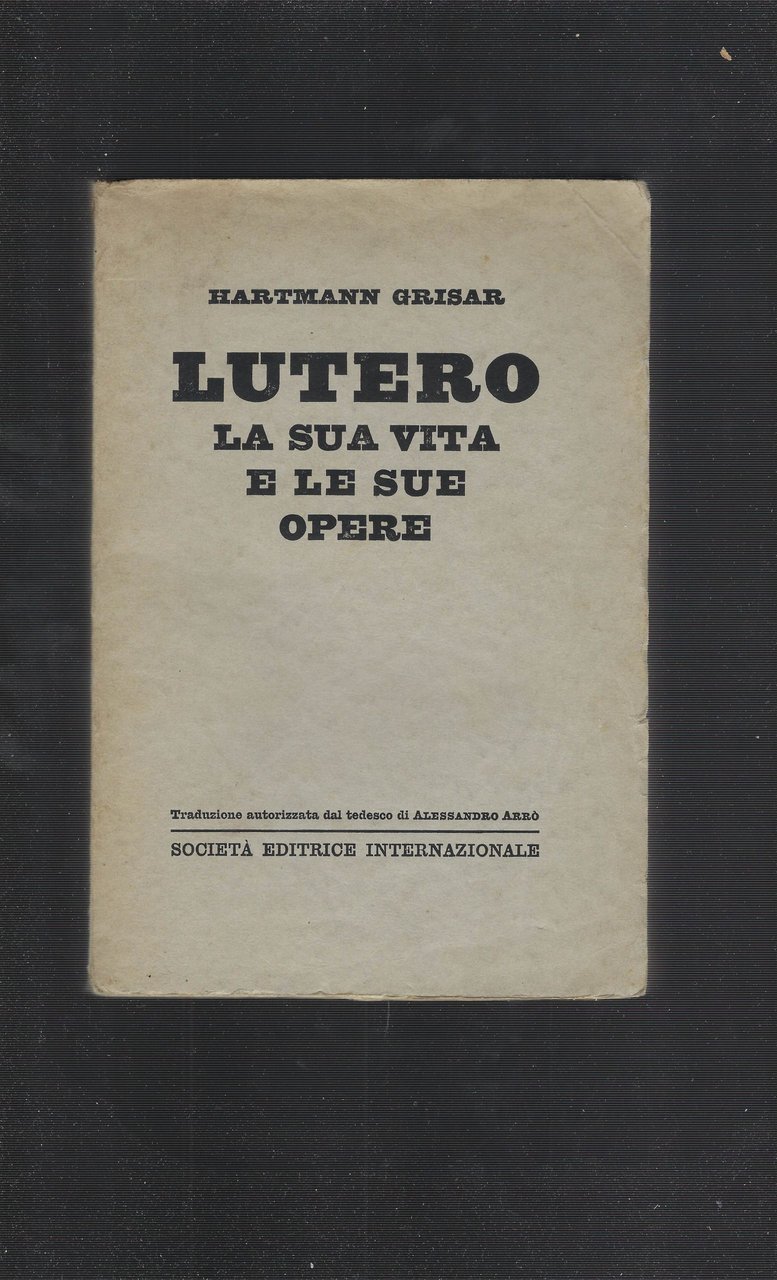 HARTMANN GRISAR
LUTERO
LA SUA VITA
E LE SUE
OPERE
Traduzione autorizzata dal tedesco di ALESSANDRO ARRÒ
SOCIETÀ EDITRICE INTERNAZIONALE